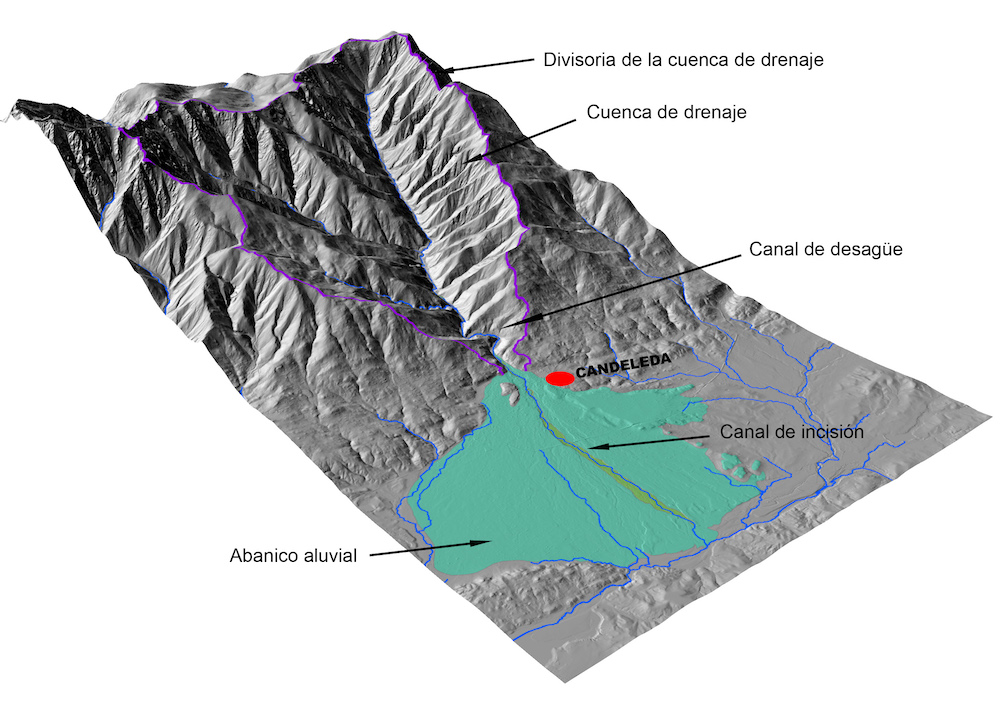 Divisoria de la cuenca de drenaje
Cuenca de drenaje
Canal de desagüe
CANDELEDA
Canal de incisión
Abanico aluvial